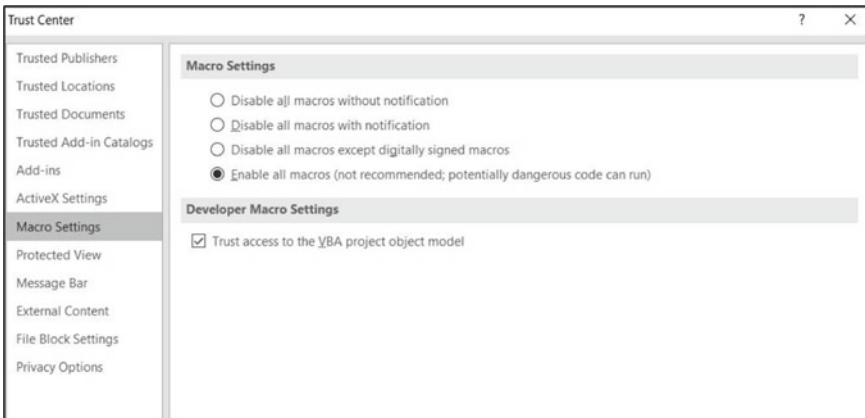 Trust Center
?
×
Trusted Publishers
Trusted Locations
Trusted Documents
Trusted Add-in Catalogs
Add-ins
ActiveX Settings
Macro Settings
Protected View
Message Bar
External Content
File Block Settings
Privacy Options
Macro Settings
Disable all macros without notification
Disable all macros with notification
Disable all macros except digitally signed macros
Enable all macros (not recommended; potentially dangerous code can run)
Developer Macro Settings
Trust access to the VBA project object model